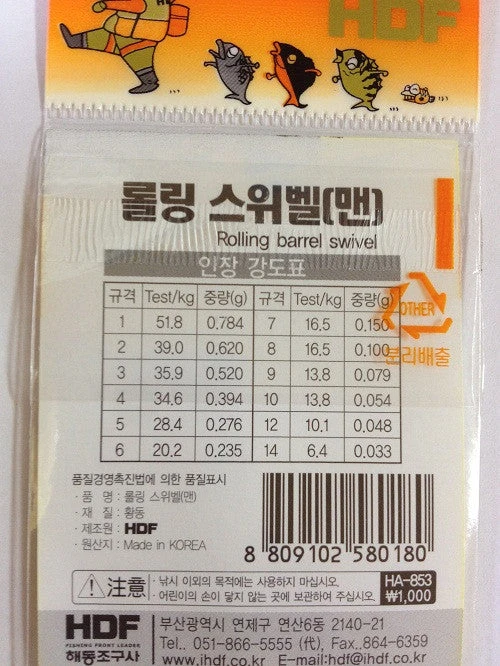 HDF
롤링 스위벨(맨)
Rolling barrel swivel
인장 강도표
규격 Test/kg 중량(g) 규격 Test/kg 중량(g)
1 51.8 0.784 7 16.5 0.150
2 39.0 0.620 8 16.5 0.100
3 35.9 0.520 9 13.8 0.079
4 34.6 0.394 10 13.8 0.054
5 28.4 0.276 12 10.1 0.048
6 20.2 0.235 14 6.4 0.033
OTHER
분리배출
품질경영촉진법에 의한 품질표시
· 품 명 : 롤링 스위벨(맨)
· 재 질 : 황동
· 제조원 : HDF
· 원산지 : Made in KOREA
8 809102 580180
注意
· 낚시 이외의 목적에는 사용하지 마십시오.
· 어린이의 손이 닿지 않는 곳에 보관하여 주십시오.
HA-853
₩1,000
HDF
FISHING FRONT LEADER
해동조구사
부산광역시 연제구 연산6동 2140-21
Tel.. 051-866-5555 (代), Fax..864-6359
www.ihdf.co.kr E-mail:hdf@ihdf.co.kr